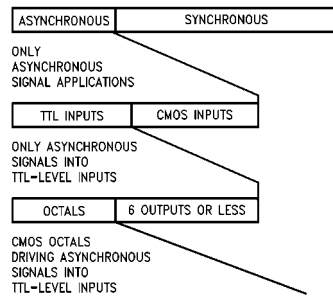 ASYNCHRONOUS
SYNCHRONOUS
ONLY
ASYNCHRONOUS
SIGNAL APPLICATIONS
TTL INPUTS
CMOS INPUTS
ONLY ASYNCHRONOUS
SIGNALS INTO
TTL-LEVEL INPUTS
OCTALS
6 OUTPUTS OR LESS
CMOS OCTALS
DRIVING ASYNCHRONOUS
SIGNALS INTO
TTL-LEVEL INPUTS